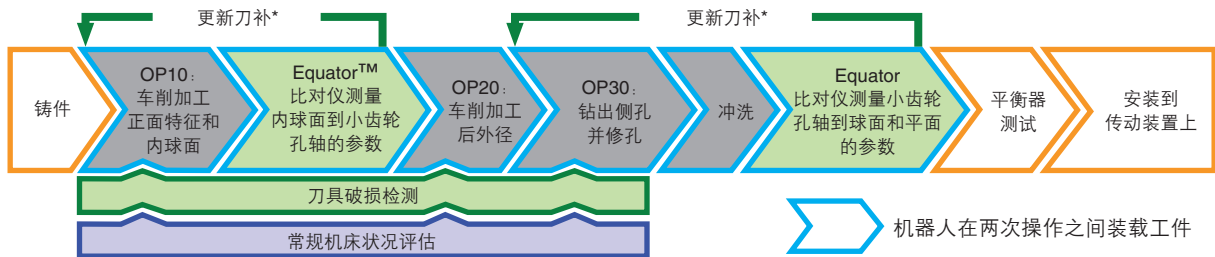 更新刀补*
更新刀补*
铸件
OP10：
车削加工
正面特征和
内球面
Equator™
比对仪测量
内球面到小齿轮
孔轴的参数
OP20：
车削加工
后外径
OP30：
钻出侧孔
并修孔
冲洗
Equator
比对仪测量小齿轮
孔轴到球面和平面
的参数
平衡器
测试
安装到
传动装置上
刀具破损检测
常规机床状况评估
机器人在两次操作之间装载工件